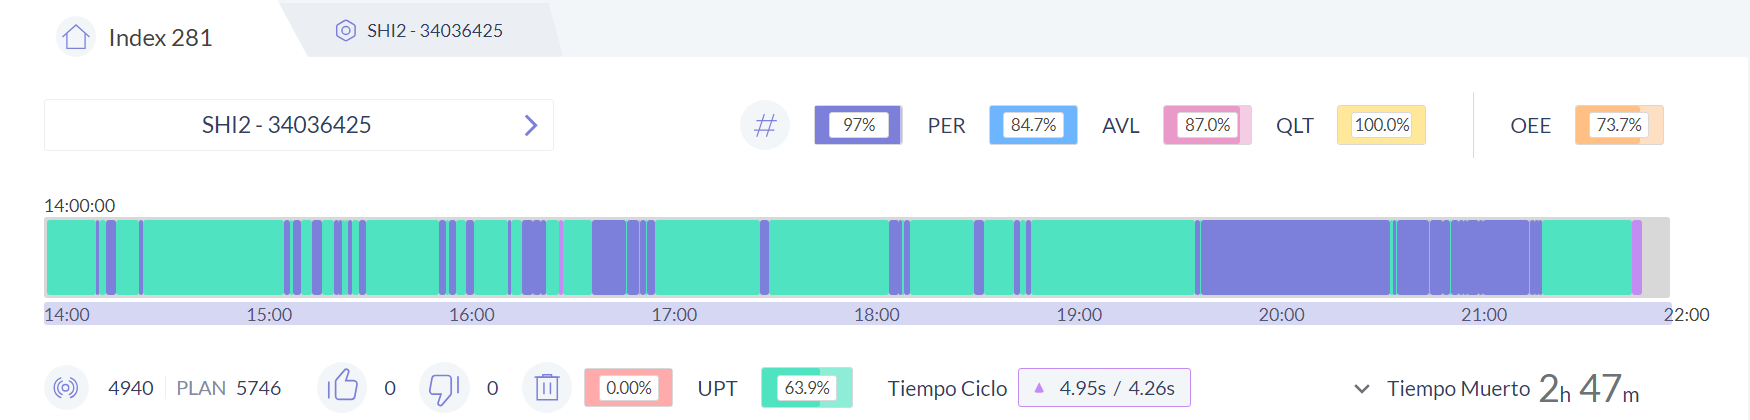 Index 281
SHI2 - 34036425
SHI2 - 34036425
97% PER 84.7% AVL 87.0% QLT 100.0% OEE 73.7%
14:00:00
14:00 15:00 16:00 17:00 18:00 19:00 20:00 21:00 22:00
4940 PLAN 5746 0 0 0.00% UPT 63.9% Tiempo Ciclo 4.95s / 4.26s Tiempo Muerto 2h 47m